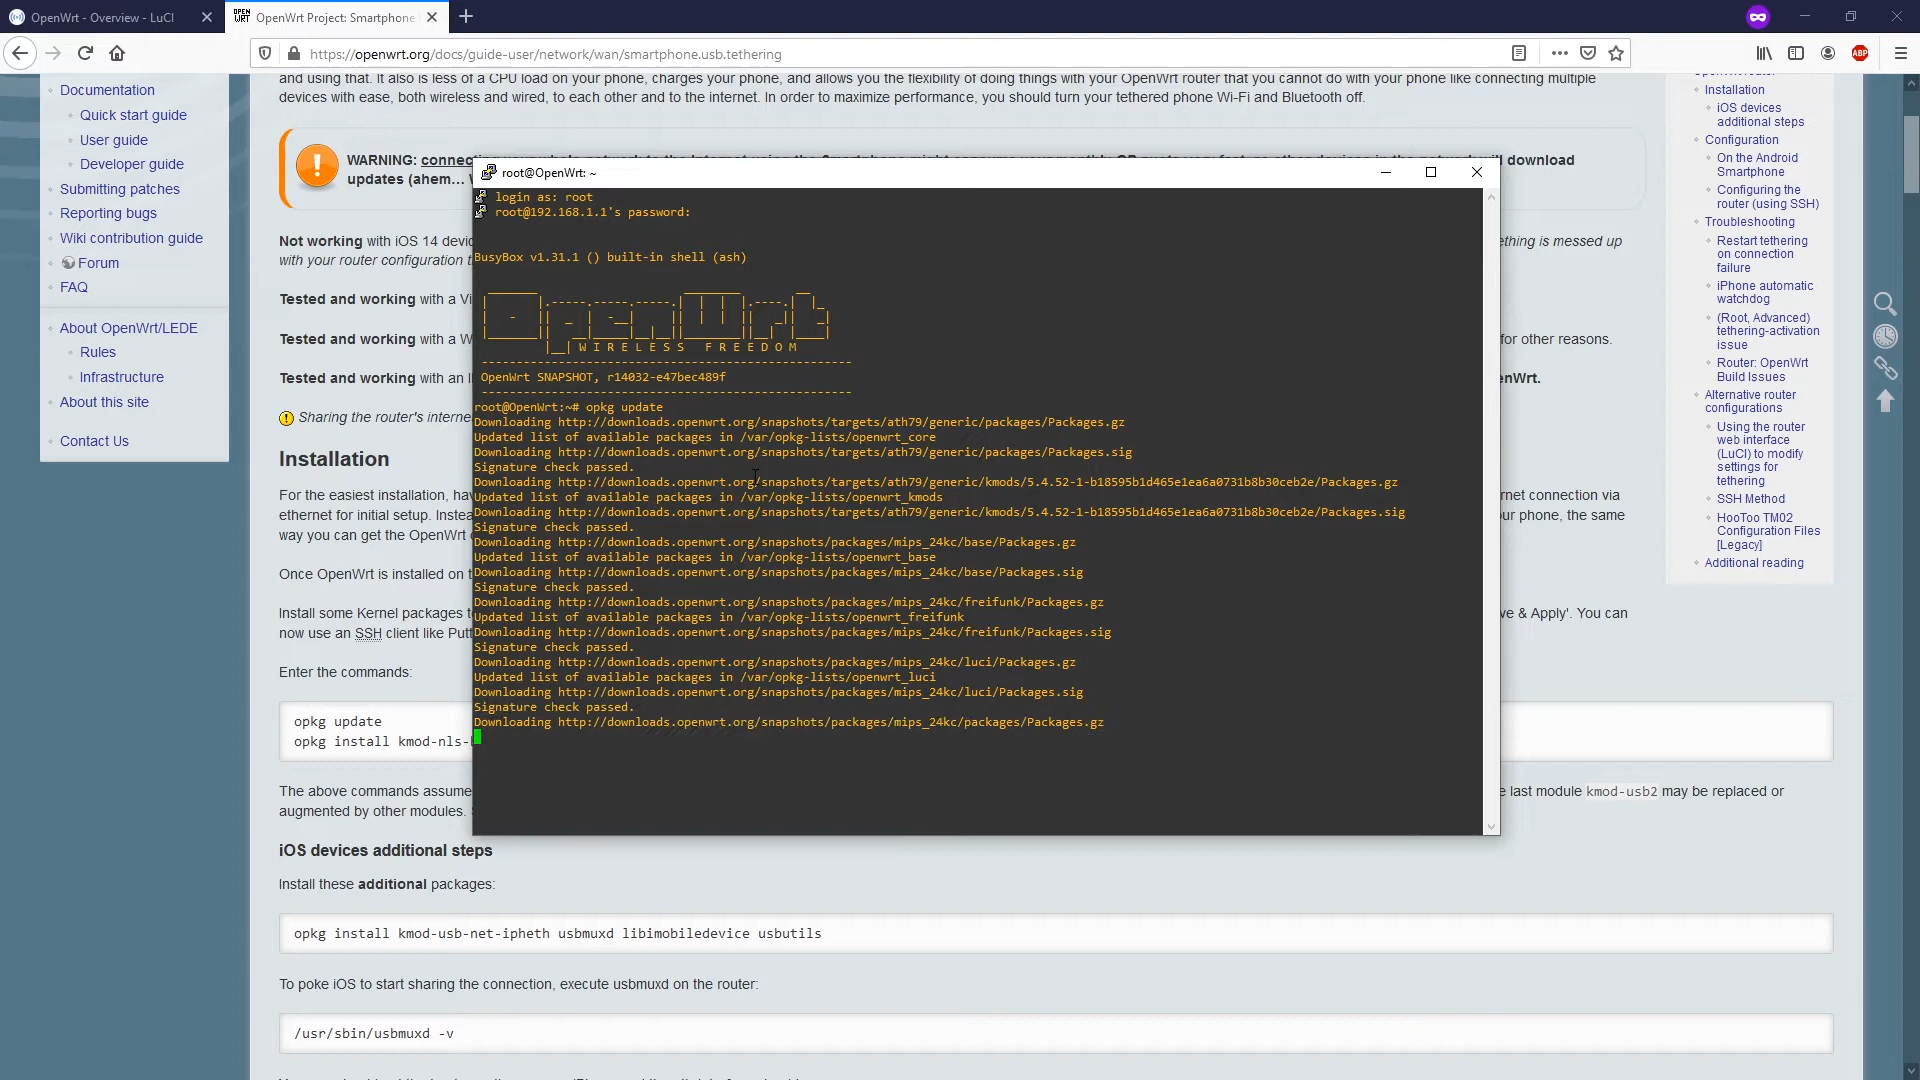 OpenWrt - Overview - LuCI
OpenWrt Project: Smartphone
https://openwrt.org/docs/guide-user/network/wan/smartphone.usb.tethering
ABP
Documentation
Quick start guide
User guide
Developer guide
Submitting patches
Reporting bugs
Wiki contribution guide
Forum
FAQ
About OpenWrt/LEDE
Rules
Infrastructure
About this site
Contact Us
and using that. It also is less of a CPU load on your phone, charges your phone, and allows you the flexibility of doing things with your OpenWrt router that you cannot do with your phone like connecting multiple
devices with ease, both wireless and wired, to each other and to the internet. In order to maximize performance, you should turn your tethered phone Wi-Fi and Bluetooth off.
WARNING: download
updates (ahem...
Not working with iOS 14 ething is messed up
with your router configuration
Tested and working with a
Tested and working with a for other reasons.
Tested and working with an enWrt.
Sharing the router's
Installation
For the easiest installation, rnet connection via
ethernet for initial setup. our phone, the same
way you can get the OpenWrt
Once OpenWrt is installed on
Install some Kernel packages ve & Apply'. You can
now use an SSH client like
Enter the commands:
opkg update
opkg install kmod-nls-
The above commands assume e last module kmod-usb2 may be replaced or
augmented by other modules.
iOS devices additional steps
Install these additional packages:
opkg install kmod-usb-net-ipheth usbmuxd libimobiledevice usbutils
To poke iOS to start sharing the connection, execute usbmuxd on the router:
/usr/sbin/usbmuxd -v
root@OpenWrt: ~
login as: root
root@192.168.1.1's password:
BusyBox v1.31.1 () built-in shell (ash)
OpenWrt
W I R E L E S S F R E E D O M
OpenWrt SNAPSHOT, r14032-e47bec489f
root@OpenWrt:~# opkg update
Downloading http://downloads.openwrt.org/snapshots/targets/ath79/generic/packages/Packages.gz
Updated list of available packages in /var/opkg-lists/openwrt_core
Downloading http://downloads.openwrt.org/snapshots/targets/ath79/generic/packages/Packages.sig
Signature check passed.
Downloading http://downloads.openwrt.org/snapshots/targets/ath79/generic/kmods/5.4.52-1-b18595b1d465e1ea6a0731b8b30ceb2e/Packages.gz
Updated list of available packages in /var/opkg-lists/openwrt_kmods
Downloading http://downloads.openwrt.org/snapshots/targets/ath79/generic/kmods/5.4.52-1-b18595b1d465e1ea6a0731b8b30ceb2e/Packages.sig
Signature check passed.
Downloading http://downloads.openwrt.org/snapshots/packages/mips_24kc/base/Packages.gz
Updated list of available packages in /var/opkg-lists/openwrt_base
Downloading http://downloads.openwrt.org/snapshots/packages/mips_24kc/base/Packages.sig
Signature check passed.
Downloading http://downloads.openwrt.org/snapshots/packages/mips_24kc/freifunk/Packages.gz
Updated list of available packages in /var/opkg-lists/openwrt_freifunk
Downloading http://downloads.openwrt.org/snapshots/packages/mips_24kc/freifunk/Packages.sig
Signature check passed.
Downloading http://downloads.openwrt.org/snapshots/packages/mips_24kc/luci/Packages.gz
Updated list of available packages in /var/opkg-lists/openwrt_luci
Downloading http://downloads.openwrt.org/snapshots/packages/mips_24kc/luci/Packages.sig
Signature check passed.
Downloading http://downloads.openwrt.org/snapshots/packages/mips_24kc/packages/Packages.gz
Installation
iOS devices
additional steps
Configuration
On the Android
Smartphone
Configuring the
router (using SSH)
Troubleshooting
Restart tethering
on connection
failure
iPhone automatic
watchdog
(Root, Advanced)
tethering-activation
issue
Router: OpenWrt
Build Issues
Alternative router
configurations
Using the router
web interface
(LuCI) to modify
settings for
tethering
SSH Method
HooToo TM02
Configuration Files
[Legacy]
Additional reading